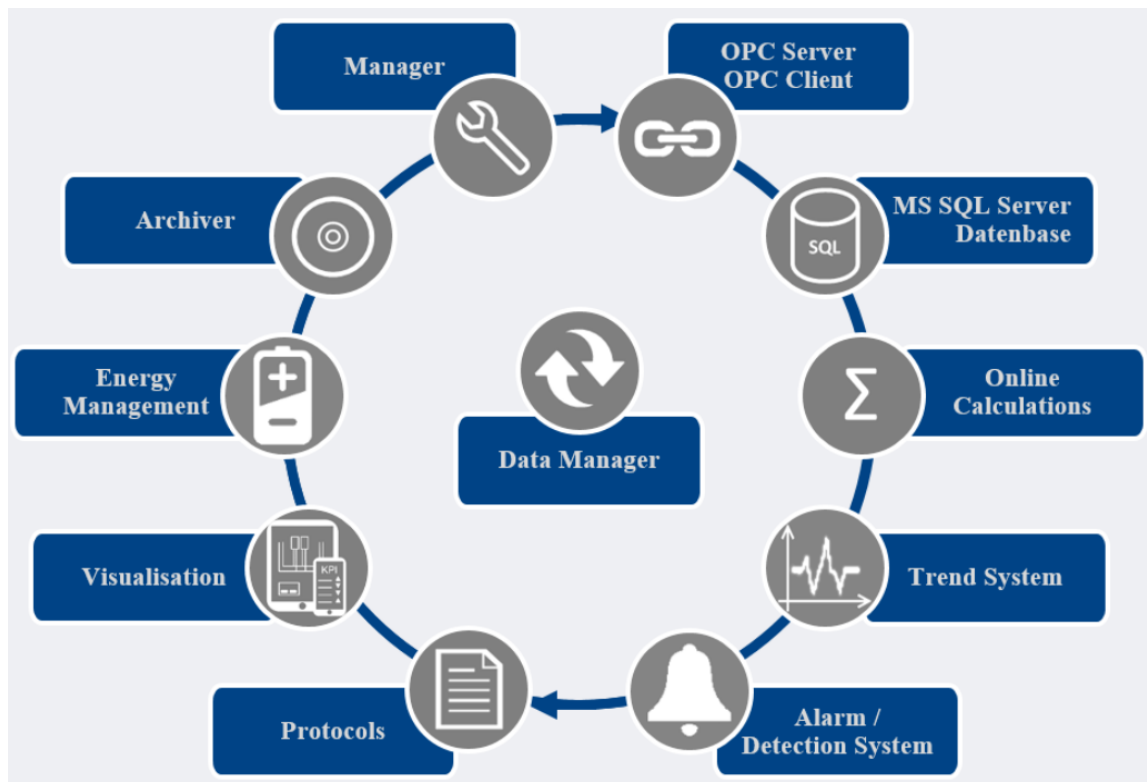 Manager
OPC Server
OPC Client
MS SQL Server
Datenbase
SQL
Online
Calculations
Trend System
Alarm /
Detection System
Protocols
KPI
Visualisation
Energy
Management
Archiver
Data Manager